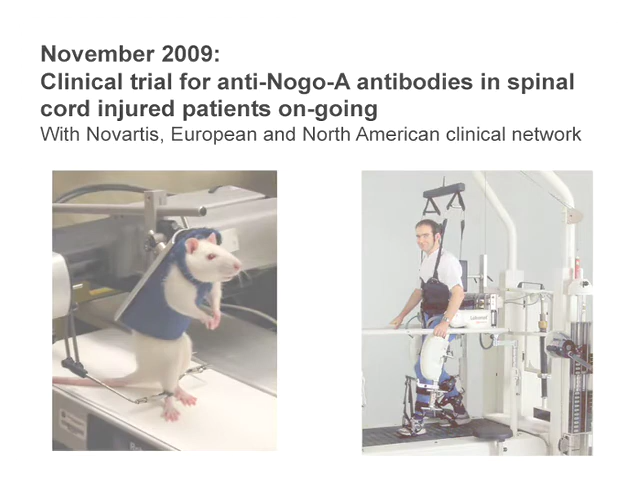 November 2009:
Clinical trial for anti-Nogo-A antibodies in spinal
cord injured patients on-going
With Novartis, European and North American clinical network